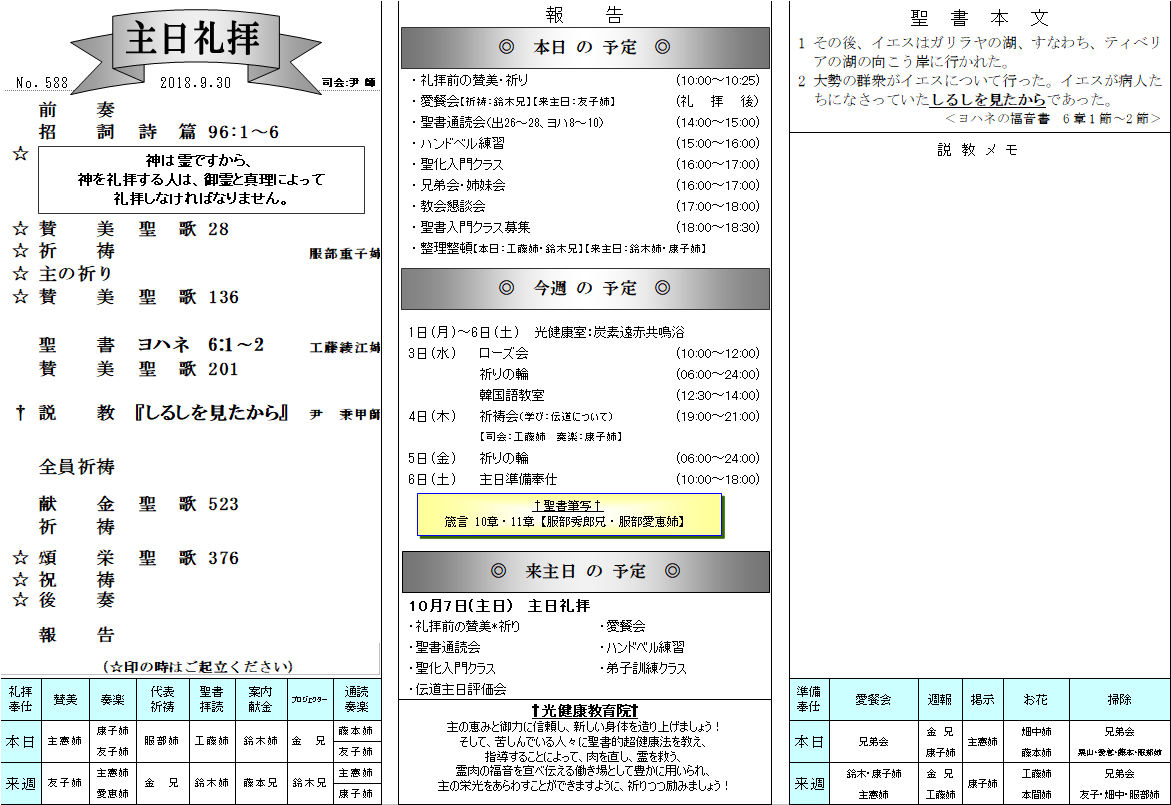 主日礼拝
No. 588 2018.9.30 司会:尹 師
前 奏
招 詞 詩 篇 96:1～6
☆ 神は霊ですから、
神を礼拝する人は、御霊と真理によって
礼拝しなければなりません。
☆ 賛 美 聖 歌 28
☆ 祈 祷 服部重子姉
☆ 主の祈り
☆ 賛 美 聖 歌 136
聖 書 ヨハネ 6:1～2 工藤綾江姉
賛 美 聖 歌 201
† 説 教 『しるしを見たから』 尹 秉甲師
全員祈祷
献 金 聖 歌 523
祈 祷
☆ 頌 栄 聖 歌 376
☆ 祝 祷
☆ 後 奏
報 告
(☆印の時はご起立ください)
礼拝奉仕 賛美 奏楽 代表祈祷 聖書拝読 案内献金 プロジェクター 通読奏楽
本日 主憲姉 康子姉 友子姉 服部姉 工藤姉 鈴木姉 金 兄 藤本姉 友子姉
来週 友子姉 主憲姉 愛恵姉 金 兄 鈴木姉 藤本兄 鈴木兄 主憲姉 康子姉
報 告
◎ 本日 の 予定 ◎
・礼拝前の賛美・祈り (10:00～10:25)
・愛餐会【祈祷:鈴木兄】【来主日:友子姉】 (礼 拝 後)
・聖書通読会(出26～28、ヨハ8～10) (14:00～15:00)
・ハンドベル練習 (15:00～16:00)
・聖化入門クラス (16:00～17:00)
・兄弟会・姉妹会 (16:00～17:00)
・教会懇談会 (17:00～18:00)
・聖書入門クラス募集 (18:00～18:30)
・整理整頓【本日:工藤姉・鈴木兄】【来主日:鈴木姉・康子姉】
◎ 今週 の 予定 ◎
1日(月)～6日(土) 光健康室:炭素遠赤共鳴浴
3日(水) ローズ会 (10:00～12:00)
祈りの輪 (06:00～24:00)
韓国語教室 (12:30～14:00)
4日(木) 祈祷会(学び:伝道について) (19:00～21:00)
【司会:工藤姉 奏楽:康子姉】
5日(金) 祈りの輪 (06:00～24:00)
6日(土) 主日準備奉仕 (10:00～18:00)
†聖書筆写†
箴言 10章・11章【服部秀郎兄・服部愛恵姉】
◎ 来主日 の 予定 ◎
10月7日(主日) 主日礼拝
・礼拝前の賛美*祈り ・愛餐会
・聖書通読会 ・ハンドベル練習
・聖化入門クラス ・弟子訓練クラス
・伝道主日評価会
†光健康教育院†
主の恵みと御力に信頼し、新しい身体を造り上げましょう!
そして、苦しんでいる人々に聖書的超健康法を教え、
指導することによって、肉を直し、霊を救う、
霊肉の福音を宣べ伝える働き場として豊かに用いられ、
主の栄光をあらわすことができますように、祈りつつ励みましょう!
聖 書 本 文
1 その後、イエスはガリラヤの湖、すなわち、ティベリ
アの湖の向こう岸に行かれた。
2 大勢の群衆がイエスについて行った。イエスが病人た
ちになさっていたしるしを見たからであった。
＜ヨハネの福音書 6章1節～2節＞
説 教 メ モ
準備奉仕 愛餐会 週報 掲示 お花 掃除
本日 兄弟会 金 兄 康子姉 主憲姉 畑中姉 藤本姉 兄弟会 栗山・愛恵・藤本・服部姉
来週 鈴木・康子姉 主憲姉 金 兄 工藤姉 康子姉 工藤姉 本間姉 兄弟会 友子・畑中・服部姉